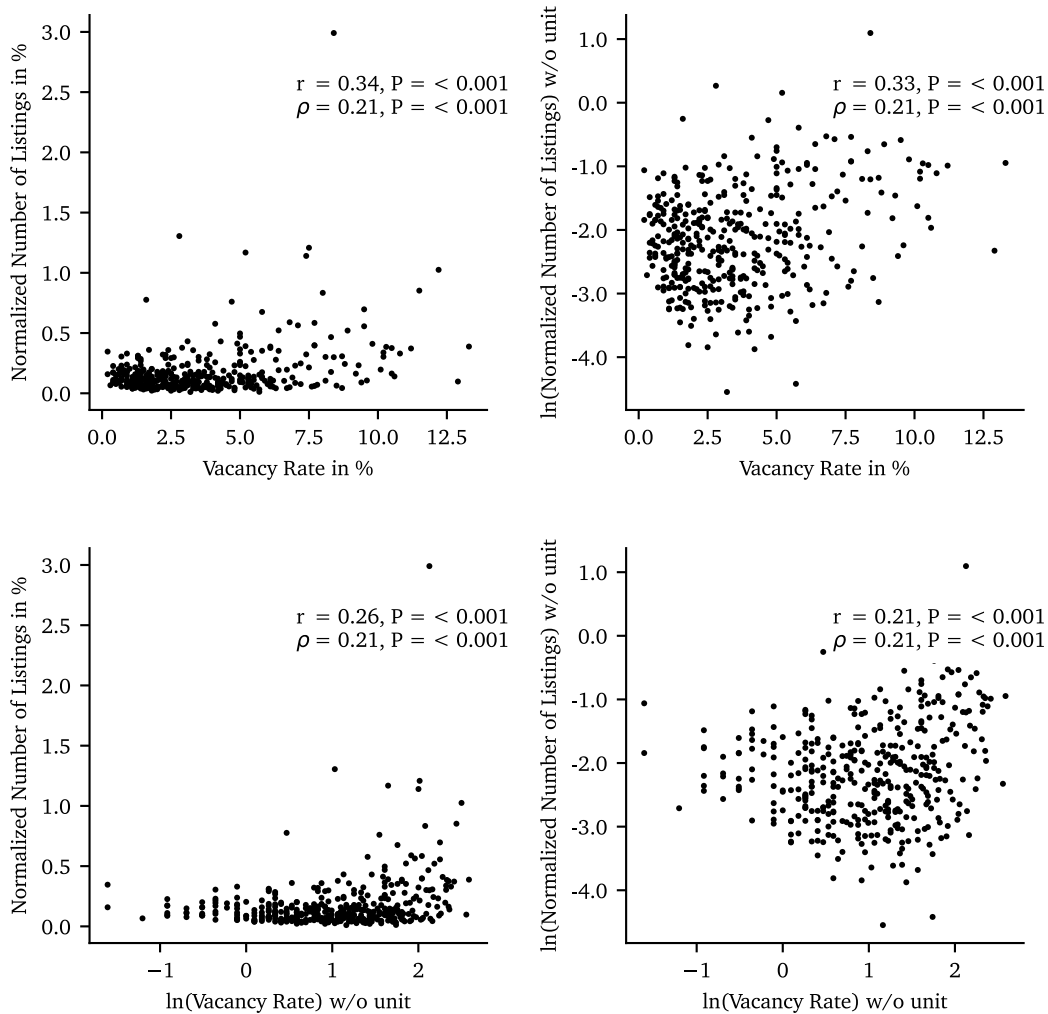 Normalized Number of Listings in %
3.0
2.5
2.0
1.5
1.0
0.5
0.0
r = 0.34, P = < 0.001
ρ = 0.21, P = < 0.001
0.0 2.5 5.0 7.5 10.0 12.5
Vacancy Rate in %
ln(Normalized Number of Listings) w/o unit
1.0
0.0
-1.0
-2.0
-3.0
-4.0
r = 0.33, P = < 0.001
ρ = 0.21, P = < 0.001
0.0 2.5 5.0 7.5 10.0 12.5
Vacancy Rate in %
Normalized Number of Listings in %
3.0
2.5
2.0
1.5
1.0
0.5
0.0
r = 0.26, P = < 0.001
ρ = 0.21, P = < 0.001
−1 0 1 2
ln(Vacancy Rate) w/o unit
ln(Normalized Number of Listings) w/o unit
1.0
0.0
-1.0
-2.0
-3.0
-4.0
r = 0.21, P = < 0.001
ρ = 0.21, P = < 0.001
−1 0 1 2
ln(Vacancy Rate) w/o unit